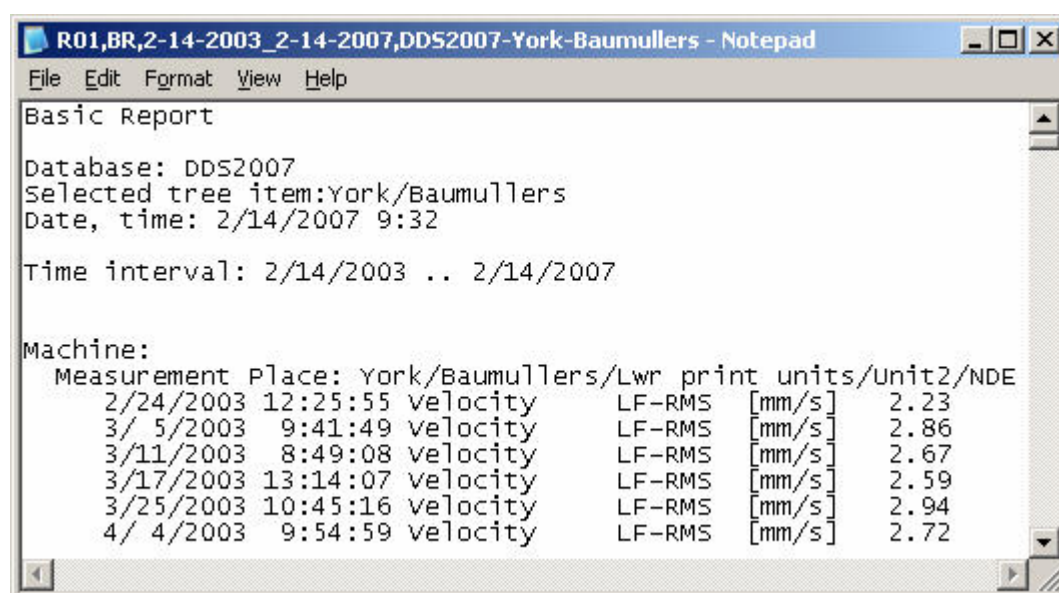 R01,BR,2-14-2003_2-14-2007,DDS2007-York-Baumullers - Notepad
File Edit Format View Help
Basic Report
Database: DDS2007
Selected tree item:York/Baumullers
Date, time: 2/14/2007 9:32
Time interval: 2/14/2003 .. 2/14/2007
Machine:
Measurement Place: York/Baumullers/Lwr print units/Unit2/NDE
2/24/2003 12:25:55 Velocity LF-RMS [mm/s] 2.23
3/ 5/2003 9:41:49 Velocity LF-RMS [mm/s] 2.86
3/11/2003 8:49:08 Velocity LF-RMS [mm/s] 2.67
3/17/2003 13:14:07 Velocity LF-RMS [mm/s] 2.59
3/25/2003 10:45:16 Velocity LF-RMS [mm/s] 2.94
4/ 4/2003 9:54:59 Velocity LF-RMS [mm/s] 2.72